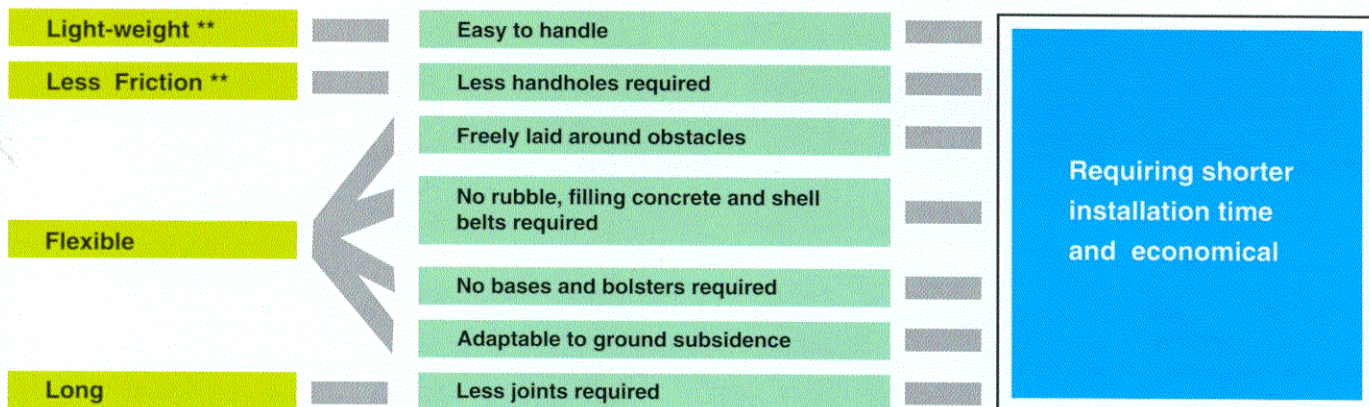 Light-weight **
Easy to handle
Less Friction **
Less handholes required
Freely laid around obstacles
No rubble, filling concrete and shell
belts required
Flexible
No bases and bolsters required
Adaptable to ground subsidence
Long
Less joints required
Requiring shorter
installation time
and economical